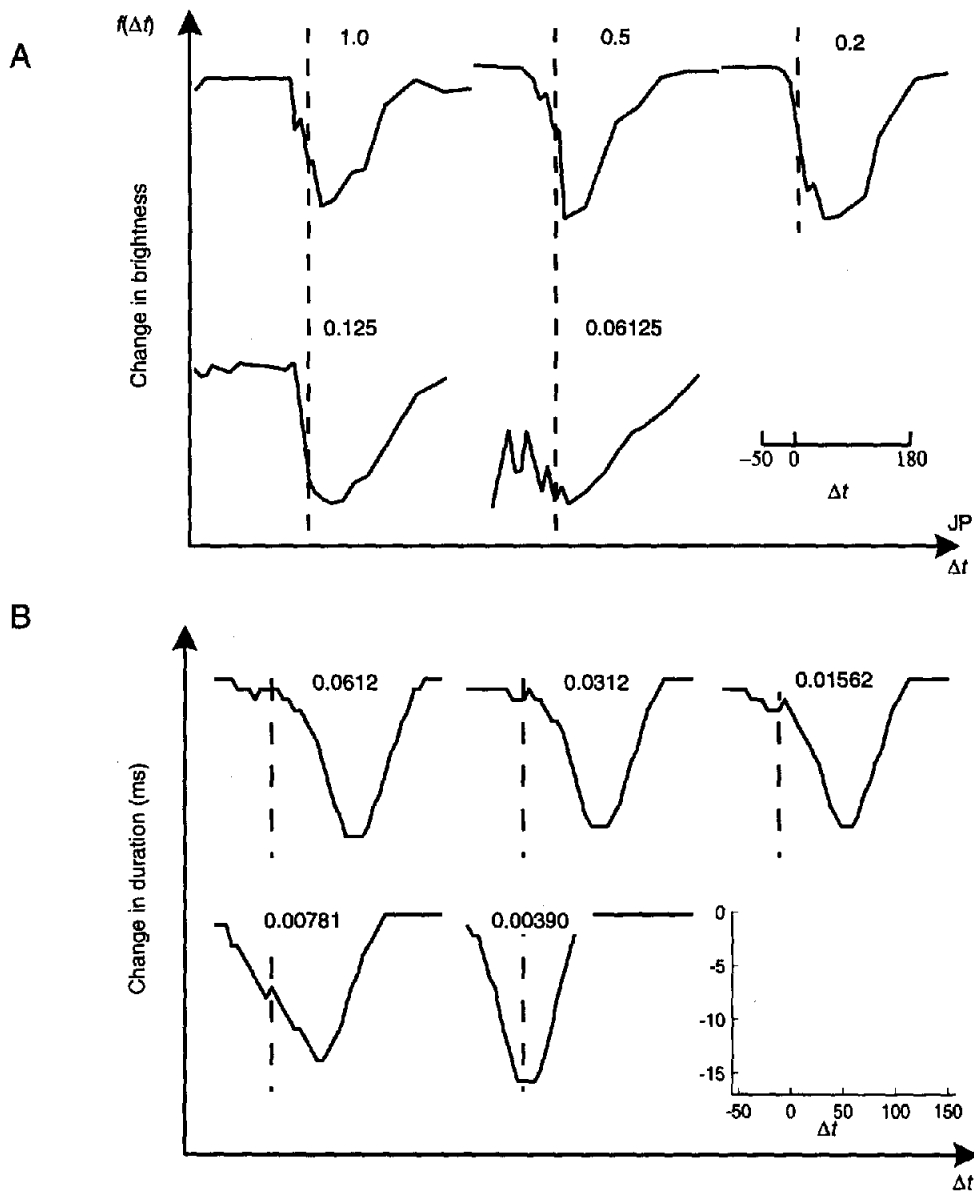 A
f(Δt)
1.0
0.5
0.2
Change in brightness
0.125
0.06125
-50 0 180
Δt
JP
Δt
B
0.0612
0.0312
0.01562
Change in duration (ms)
0.00781
0.00390
0
-5
-10
-15
-50 0 50 100 150
Δt
Δt